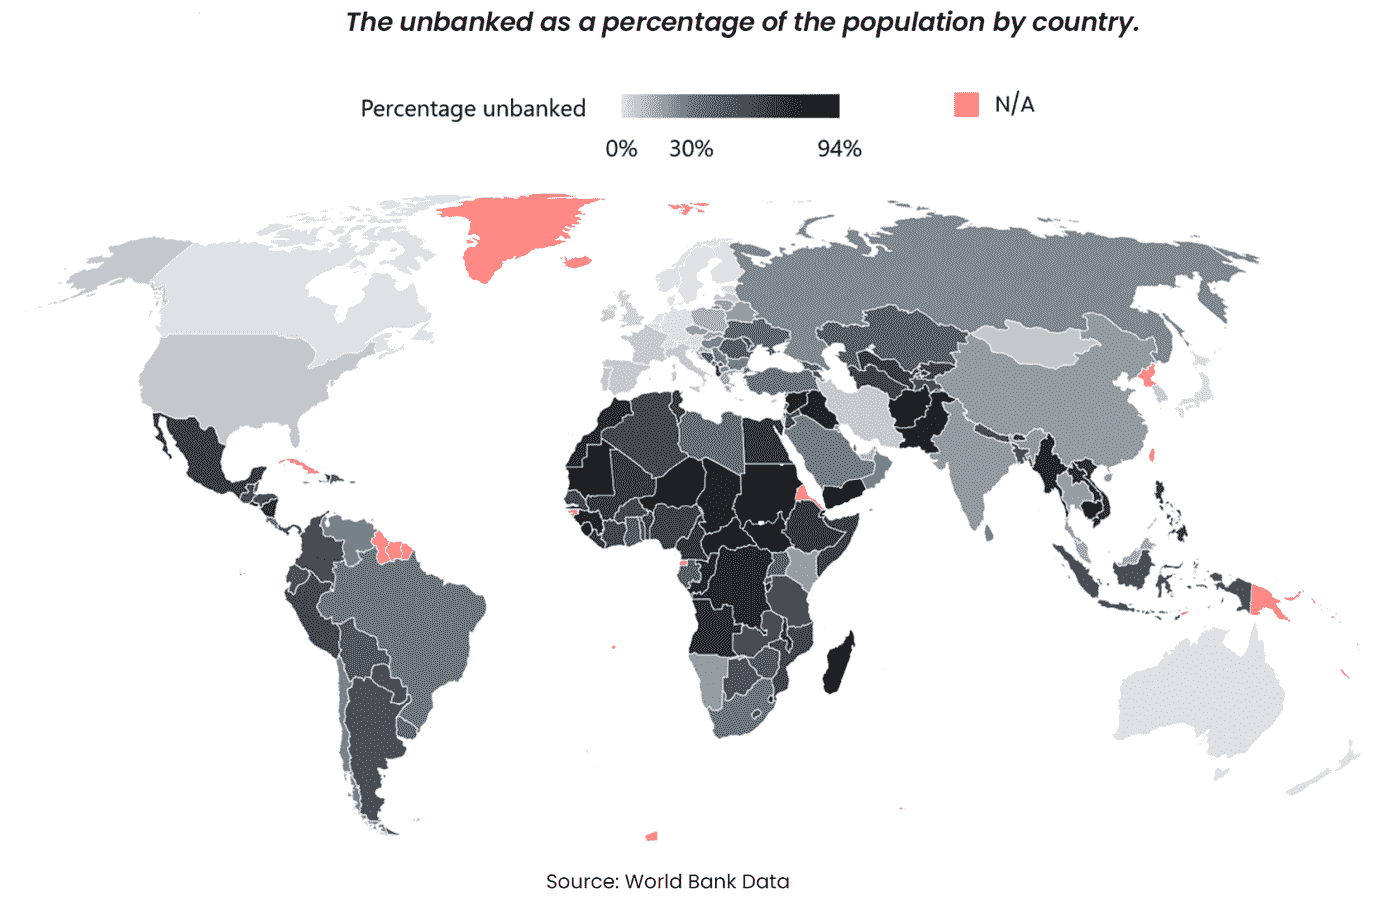 The unbanked as a percentage of the population by country.
Percentage unbanked
N/A
0% 30% 94%
Source: World Bank Data